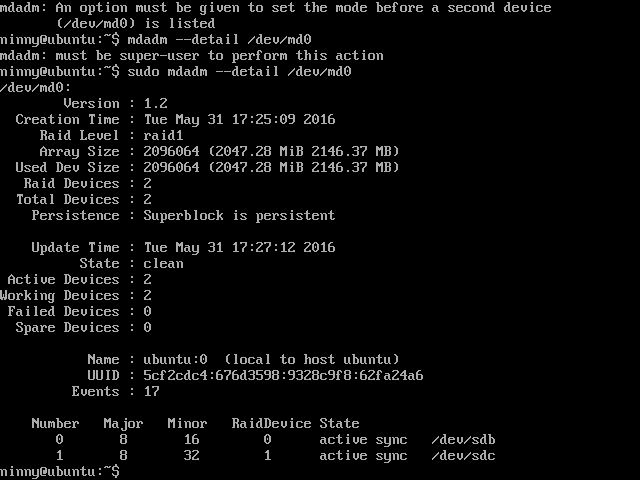 mdadm: An option must be given to set the mode before a second device
       (/dev/md0) is listed
minny@ubuntu:~$ mdadm --detail /dev/md0
mdadm: must be super-user to perform this action
minny@ubuntu:~$ sudo mdadm --detail /dev/md0
/dev/md0:
        Version : 1.2
  Creation Time : Tue May 31 17:25:09 2016
     Raid Level : raid1
     Array Size : 2096064 (2047.28 MiB 2146.37 MB)
  Used Dev Size : 2096064 (2047.28 MiB 2146.37 MB)
   Raid Devices : 2
  Total Devices : 2
    Persistence : Superblock is persistent

    Update Time : Tue May 31 17:27:12 2016
          State : clean
 Active Devices : 2
Working Devices : 2
 Failed Devices : 0
  Spare Devices : 0

           Name : ubuntu:0  (local to host ubuntu)
           UUID : 5cf2cdc4:676d3598:9328c9f8:62fa24a6
         Events : 17

    Number   Major   Minor   RaidDevice State
       0       8       16        0      active sync   /dev/sdb
       1       8       32        1      active sync   /dev/sdc
minny@ubuntu:~$